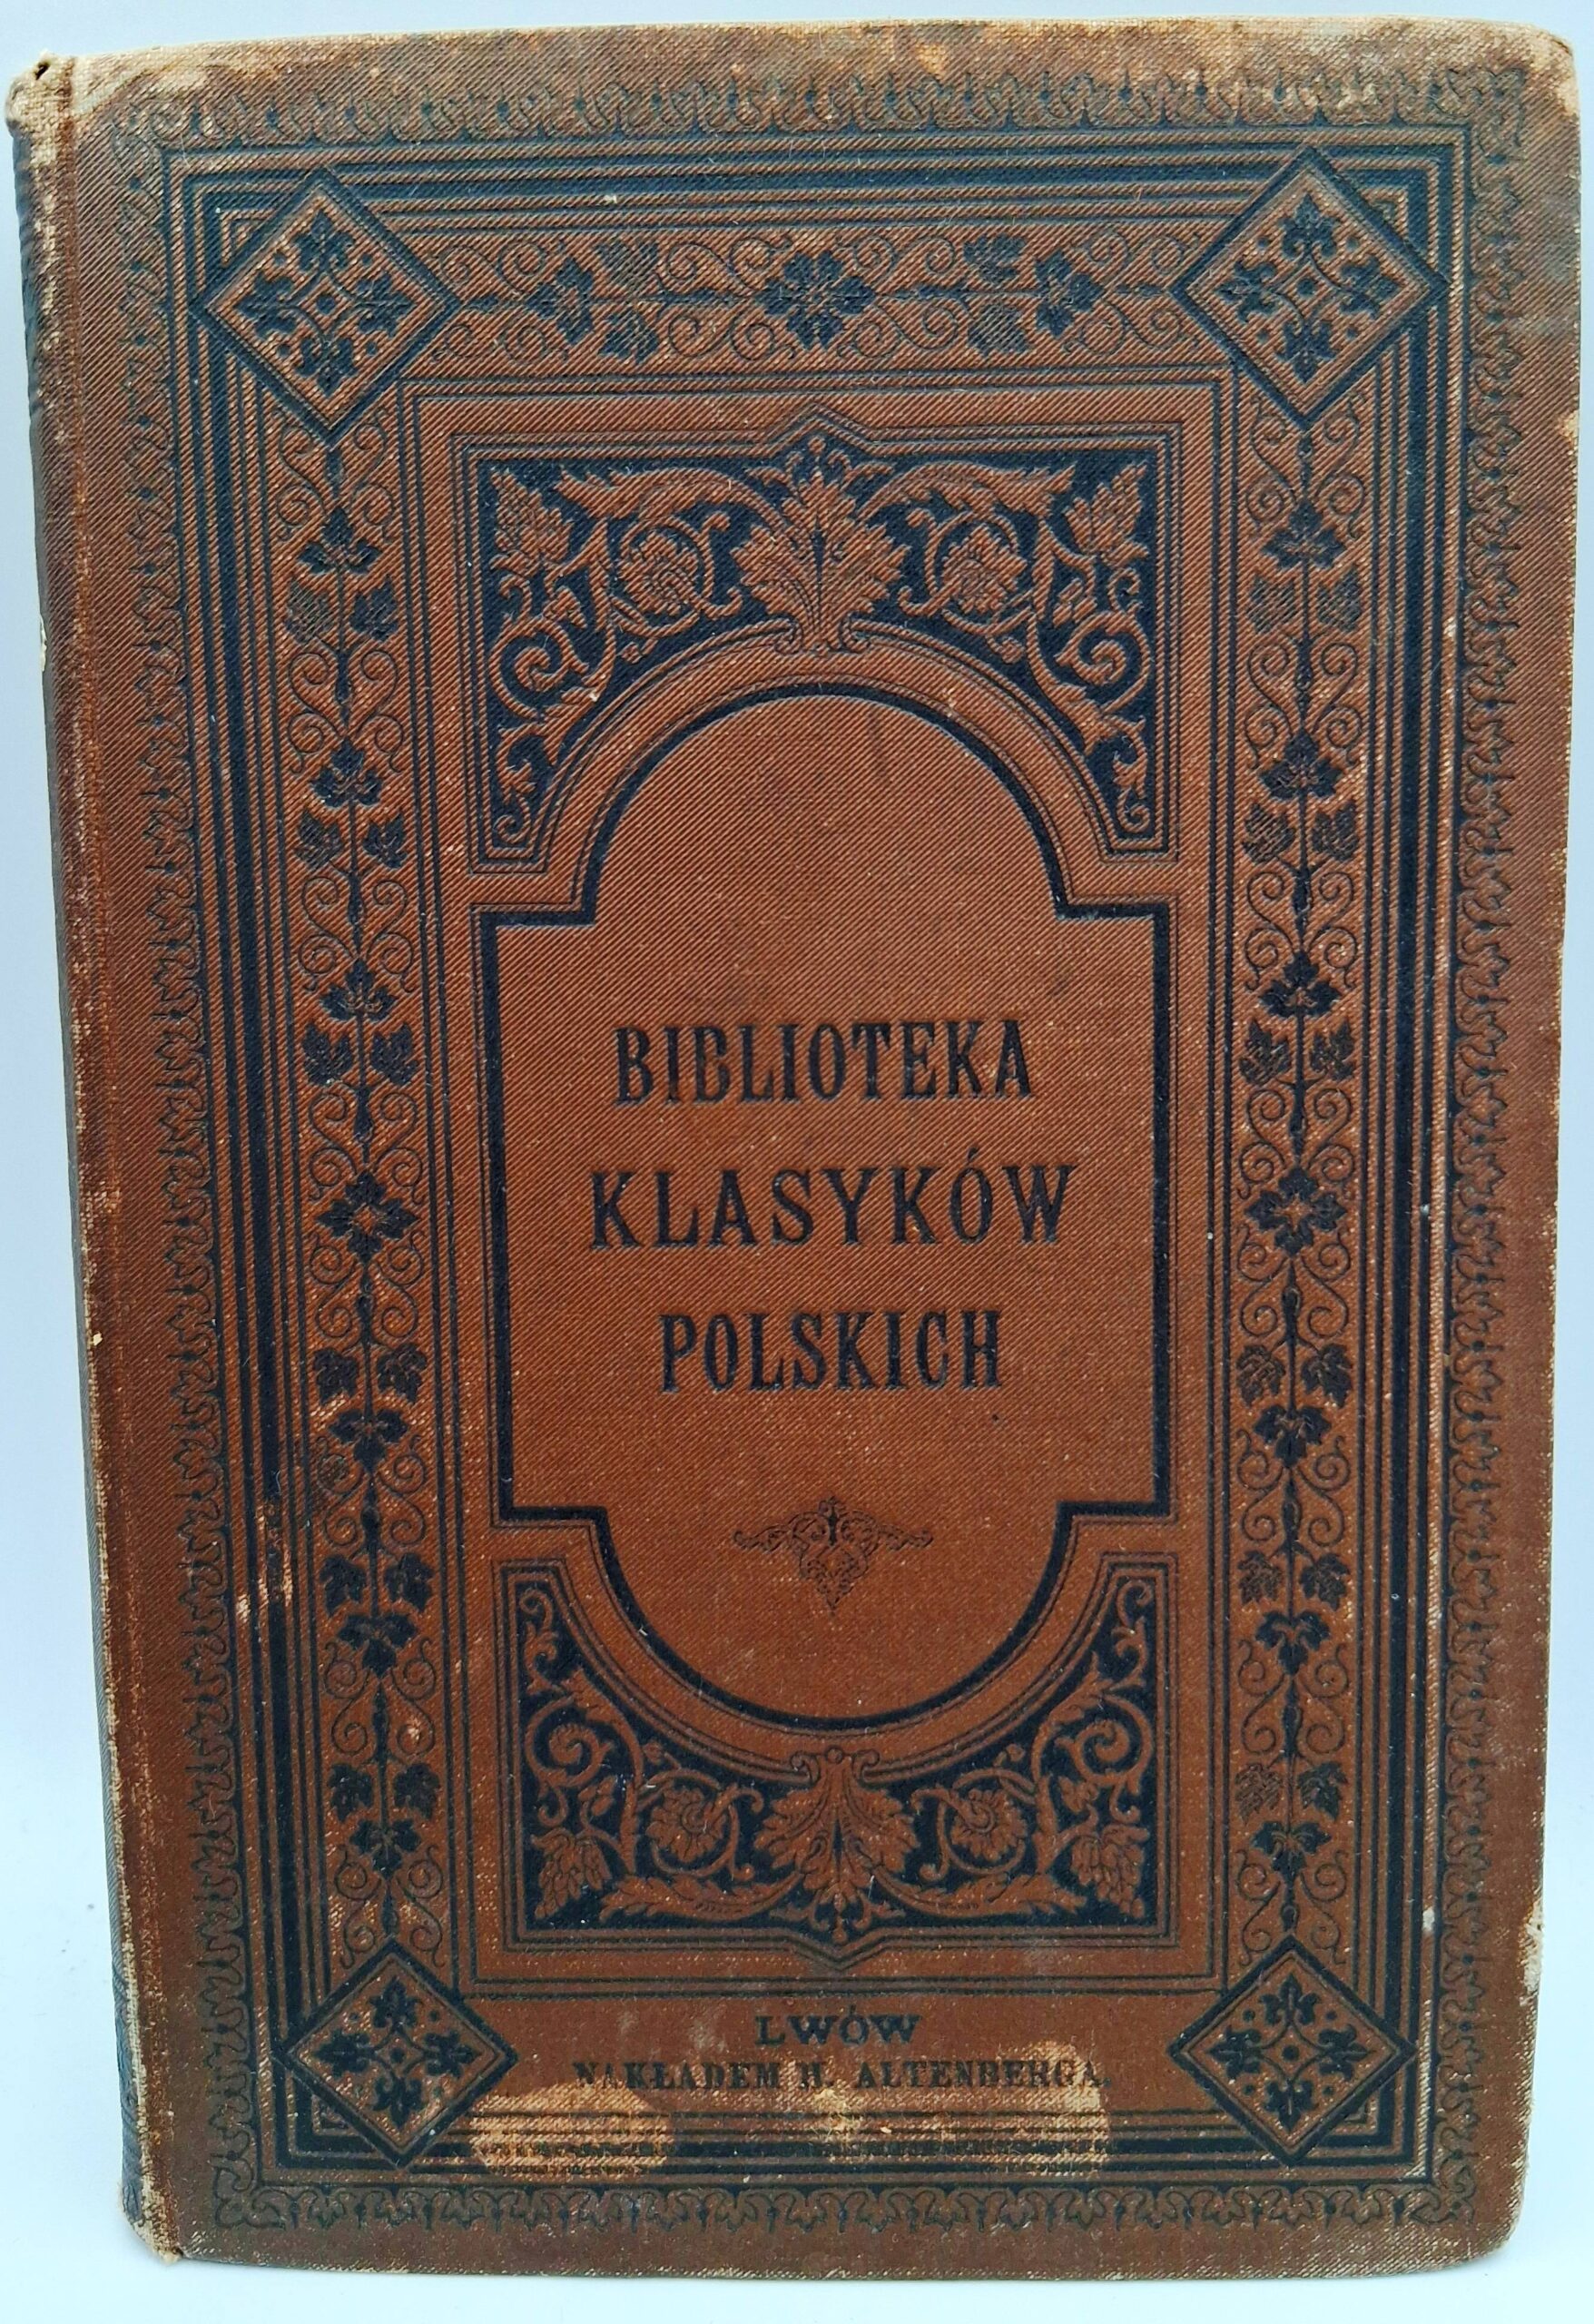 BIBLIOTEKA
KLASYKÓW
POLSKICH
LWÓW
NAKŁADEM H. ALTENBERGA.